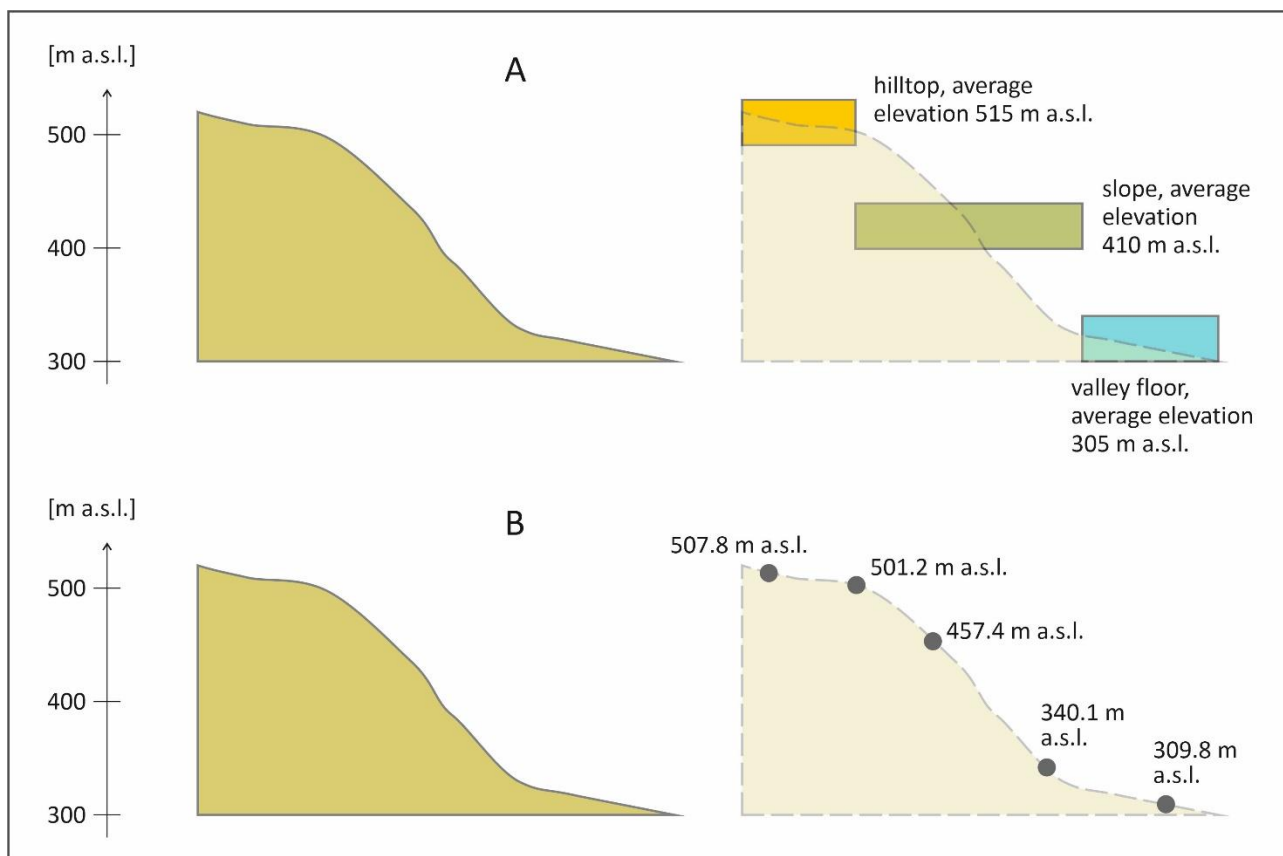 [m a.s.l.]
A
500
400
300
hilltop, average
elevation 515 m a.s.l.
slope, average
elevation
410 m a.s.l.
valley floor,
average elevation
305 m a.s.l.
[m a.s.l.]
B
500
400
300
507.8 m a.s.l.
501.2 m a.s.l.
457.4 m a.s.l.
340.1 m
a.s.l.
309.8 m
a.s.l.